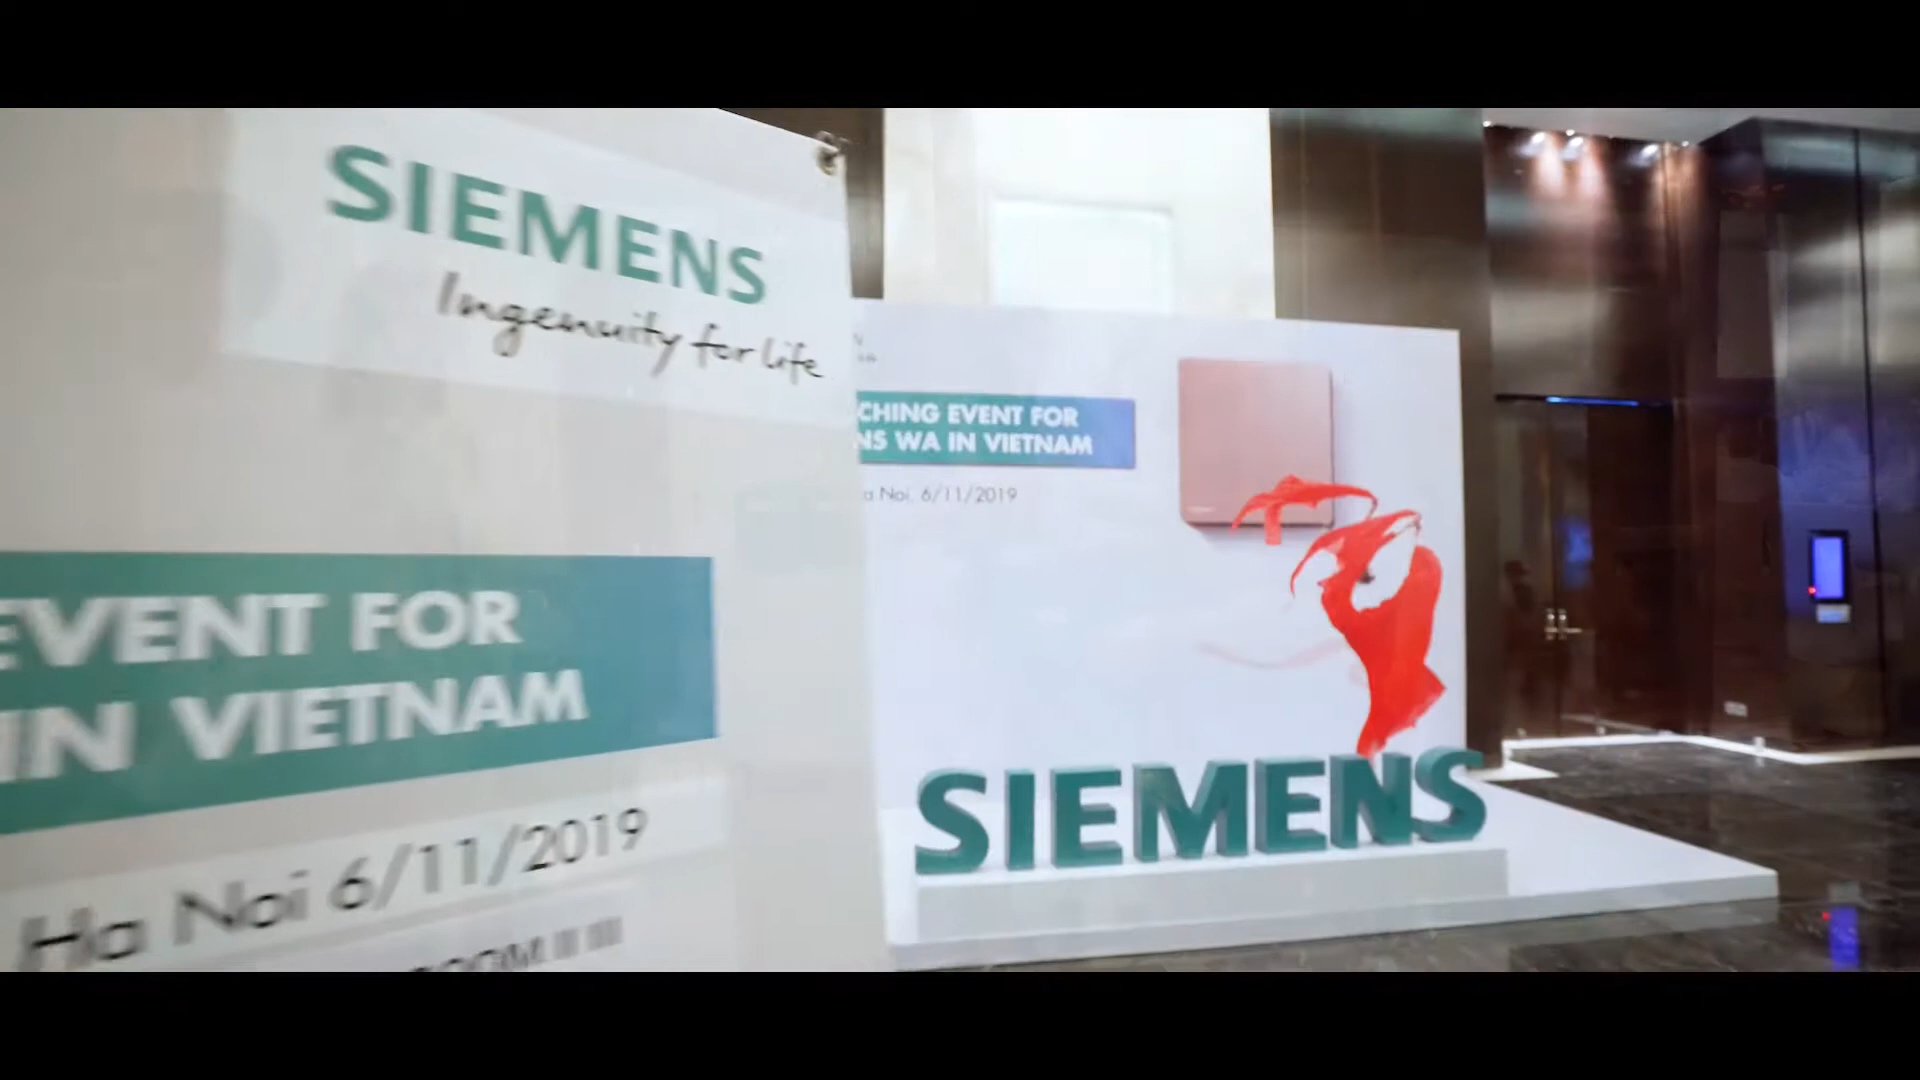 SIEMENS
Ingenuity for life
EVENT FOR
IN VIETNAM
Ha Noi 6/11/2019
CHING EVENT FOR
NS WA IN VIETNAM
a Noi, 6/11/2019
SIEMENS